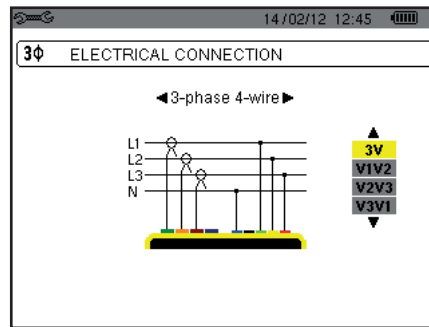 14/02/12 12:45
3ϕ ELECTRICAL CONNECTION
◄3-phase 4-wire►
L1
L2
L3
N
3V
V1V2
V2V3
V3V1